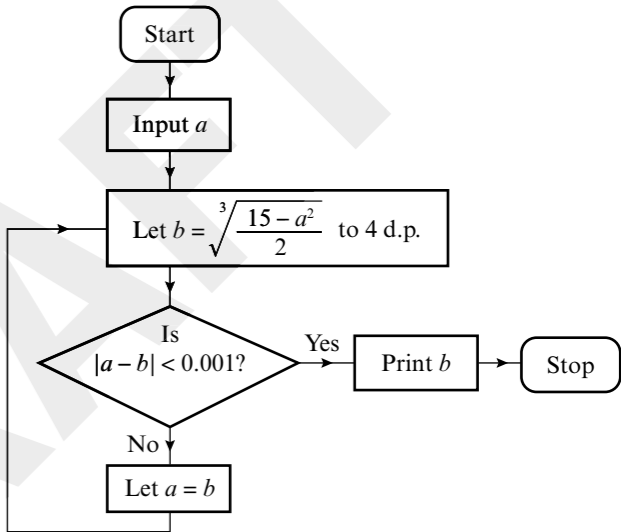 Start
Input a
Let b = ∛((15 – a²)/2) to 4 d.p.
Is
|a – b| < 0.001?
Yes
Print b
Stop
No
Let a = b